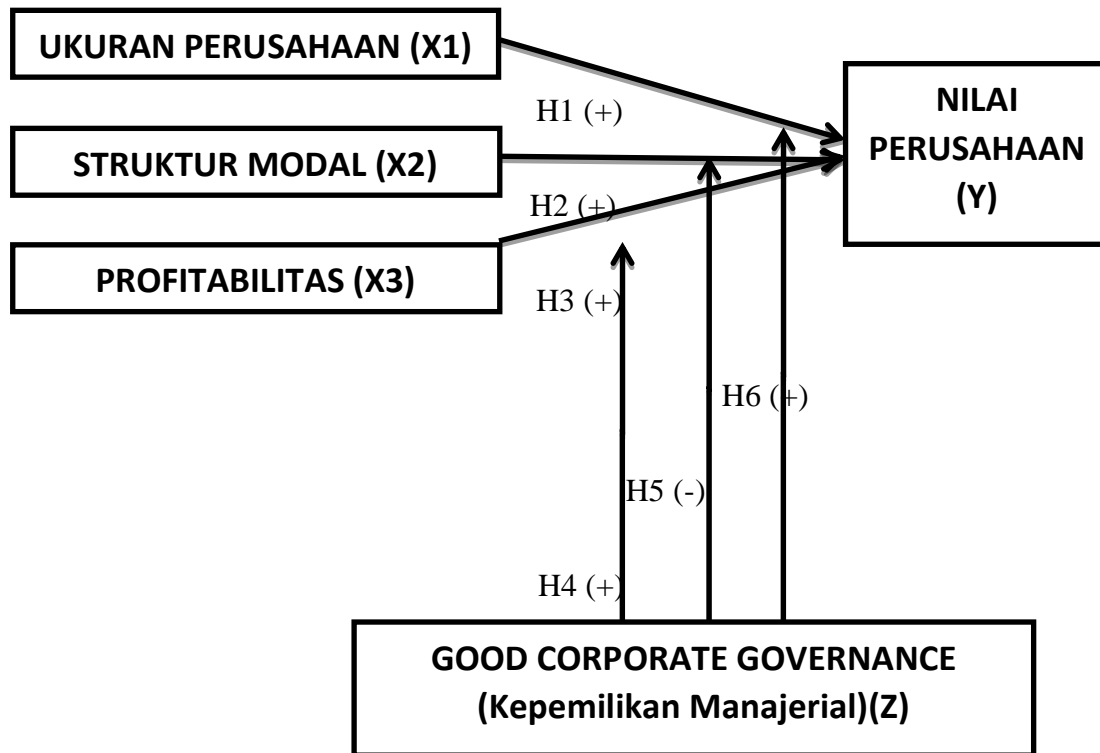 UKURAN PERUSAHAAN (X1)
NILAI
PERUSAHAAN
(Y)
H1 (+)
STRUKTUR MODAL (X2)
H2 (+)
PROFITABILITAS (X3)
H3 (+)
H6 (+)
H5 (-)
H4 (+)
GOOD CORPORATE GOVERNANCE
(Kepemilikan Manajerial)(Z)